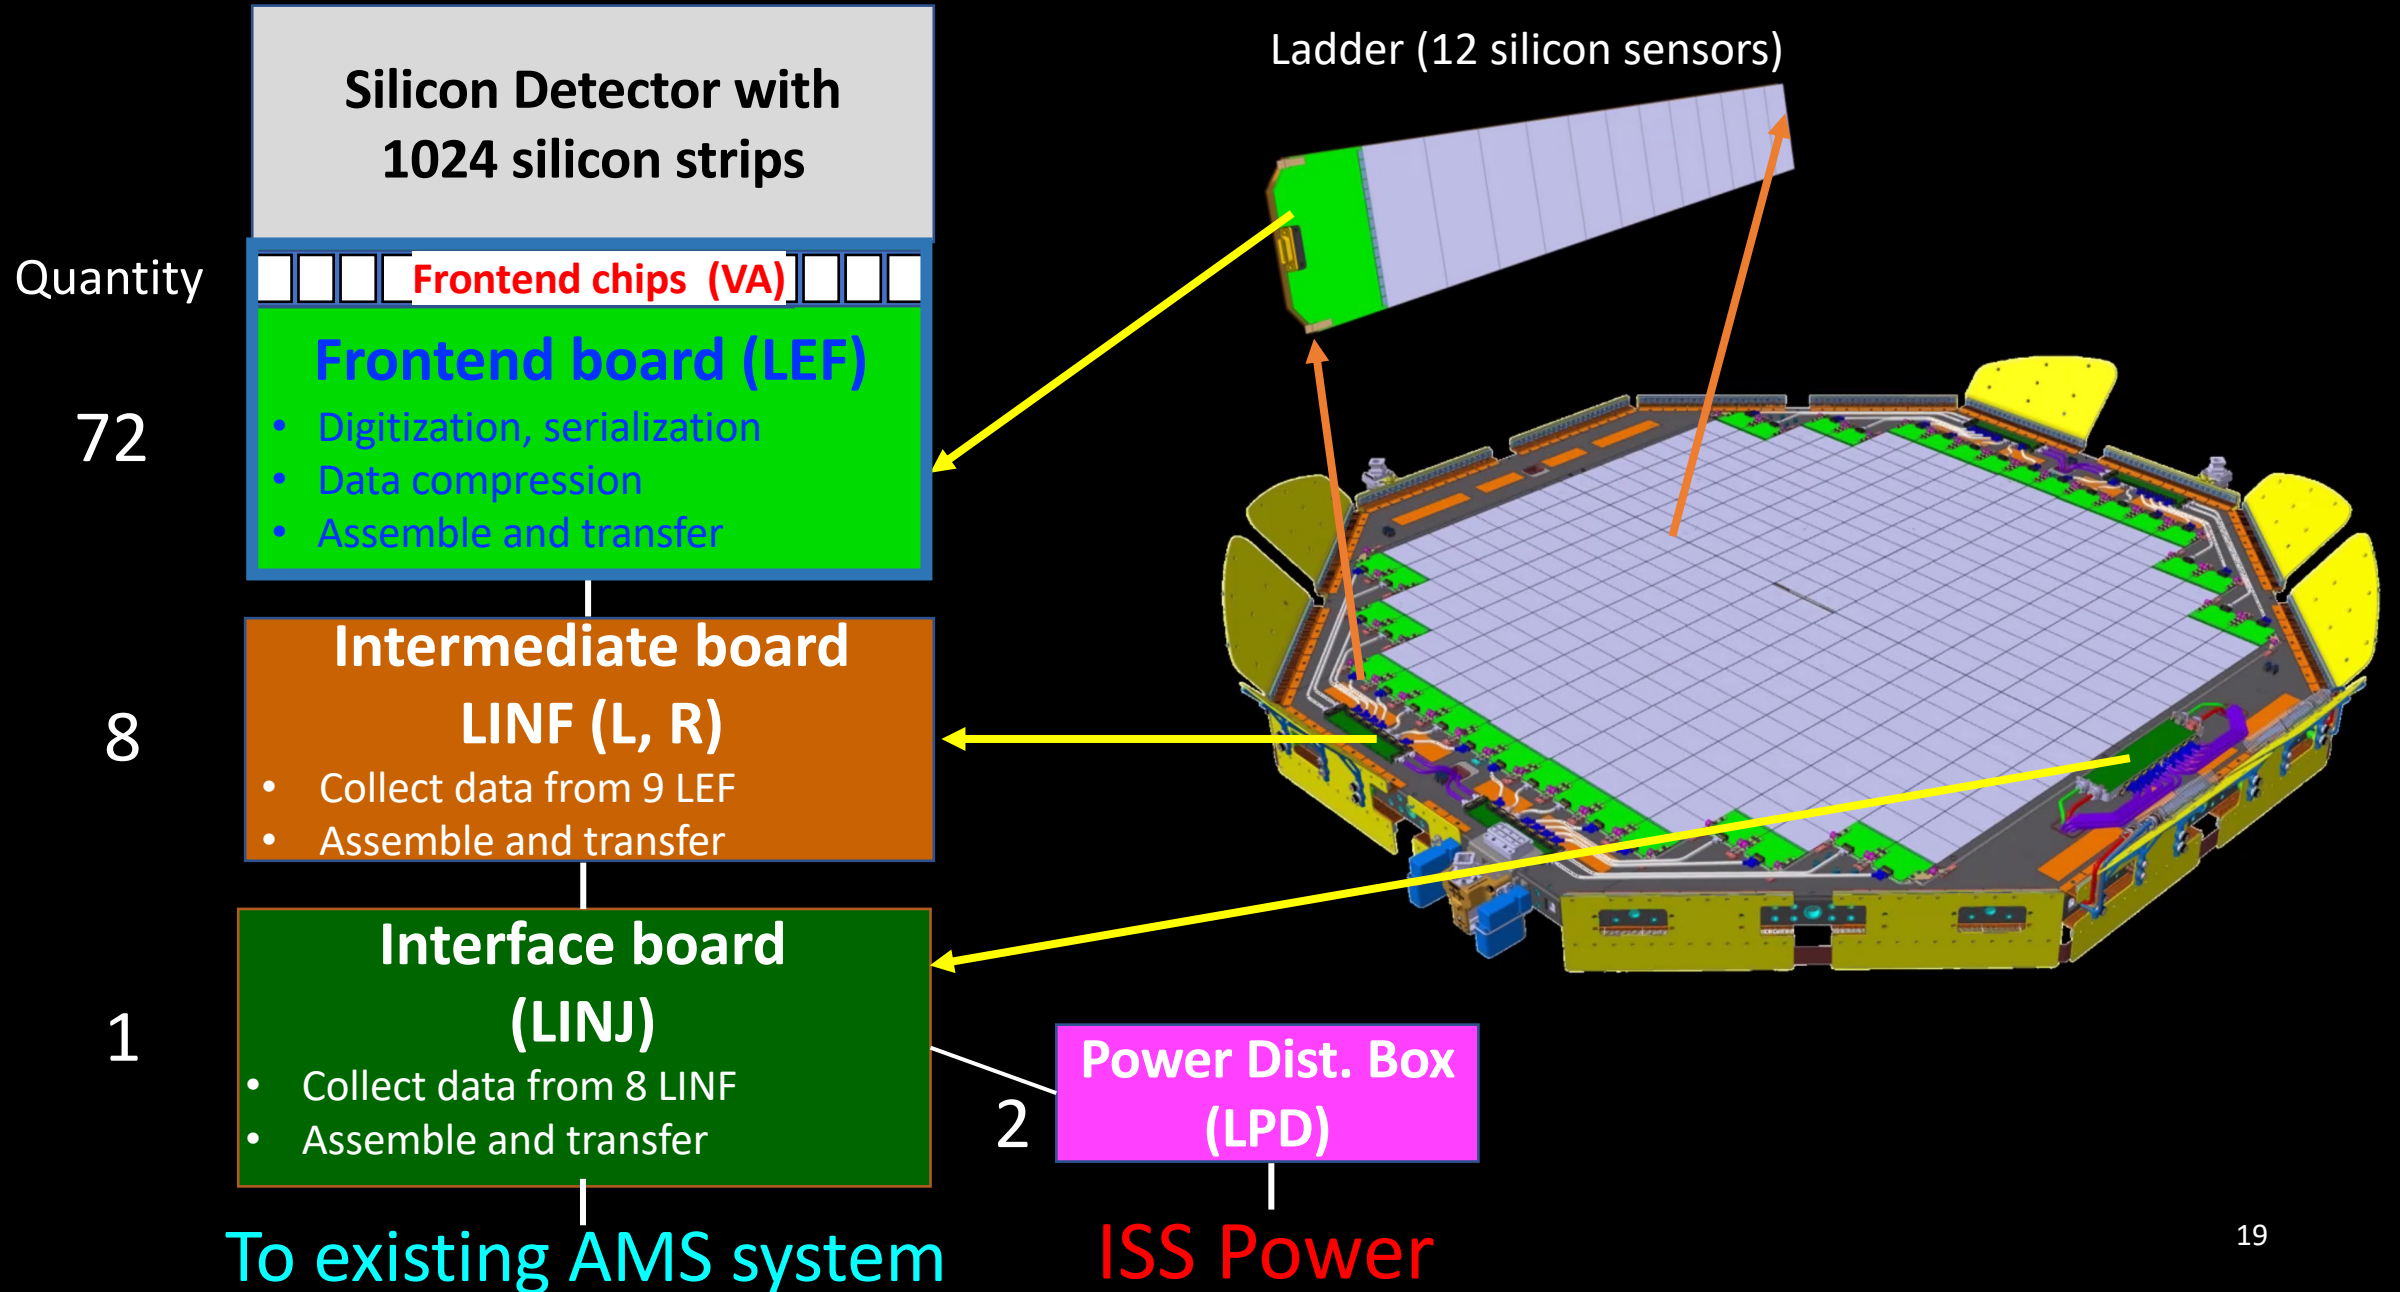 Silicon Detector with
1024 silicon strips
Quantity
Frontend chips (VA)
72
Frontend board (LEF)
• Digitization, serialization
• Data compression
• Assemble and transfer
8
Intermediate board
LINF (L, R)
• Collect data from 9 LEF
• Assemble and transfer
1
Interface board
(LINJ)
• Collect data from 8 LINF
• Assemble and transfer
To existing AMS system
2
Power Dist. Box
(LPD)
ISS Power
Ladder (12 silicon sensors)
19